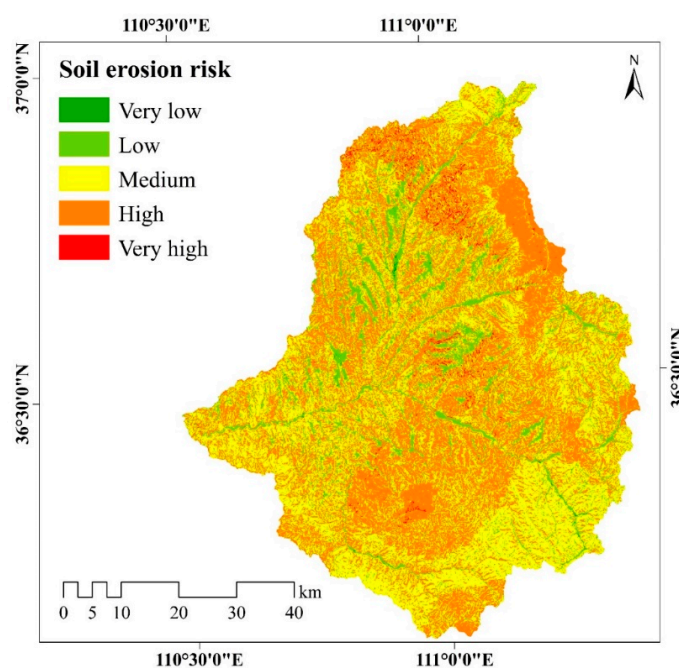 110°30'0"E
111°0'0"E
37°0'0"N
Soil erosion risk
N
Very low
Low
Medium
High
Very high
36°30'0"N
36°30'0"N
km
0 5 10 20 30 40
110°30'0"E
111°0'0"E